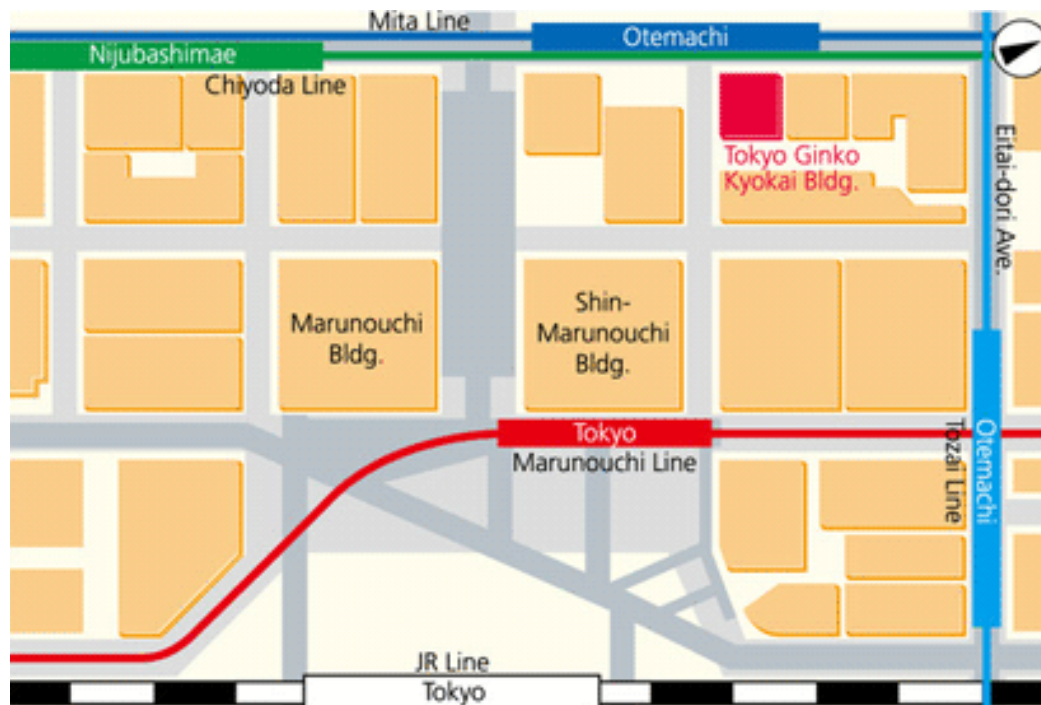 Mita Line
Otemachi
Nijubashimae
Chiyoda Line
Tokyo Ginko
Kyokai Bldg.
Eitai-dori Ave.
Marunouchi
Bldg.
Shin-
Marunouchi
Bldg.
Tokyo
Marunouchi Line
Tozai Line
Otemachi
JR Line
Tokyo